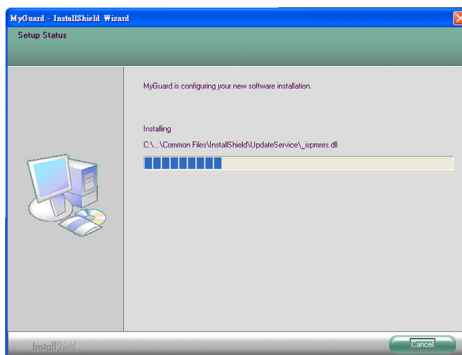 MyGuard - InstallShield Wizard
Setup Status
MyGuard is configuring your new software installation.
Installing
C:\...\Common Files\InstallShield\UpdateService\_ispmres.dll
InstallShield
Cancel